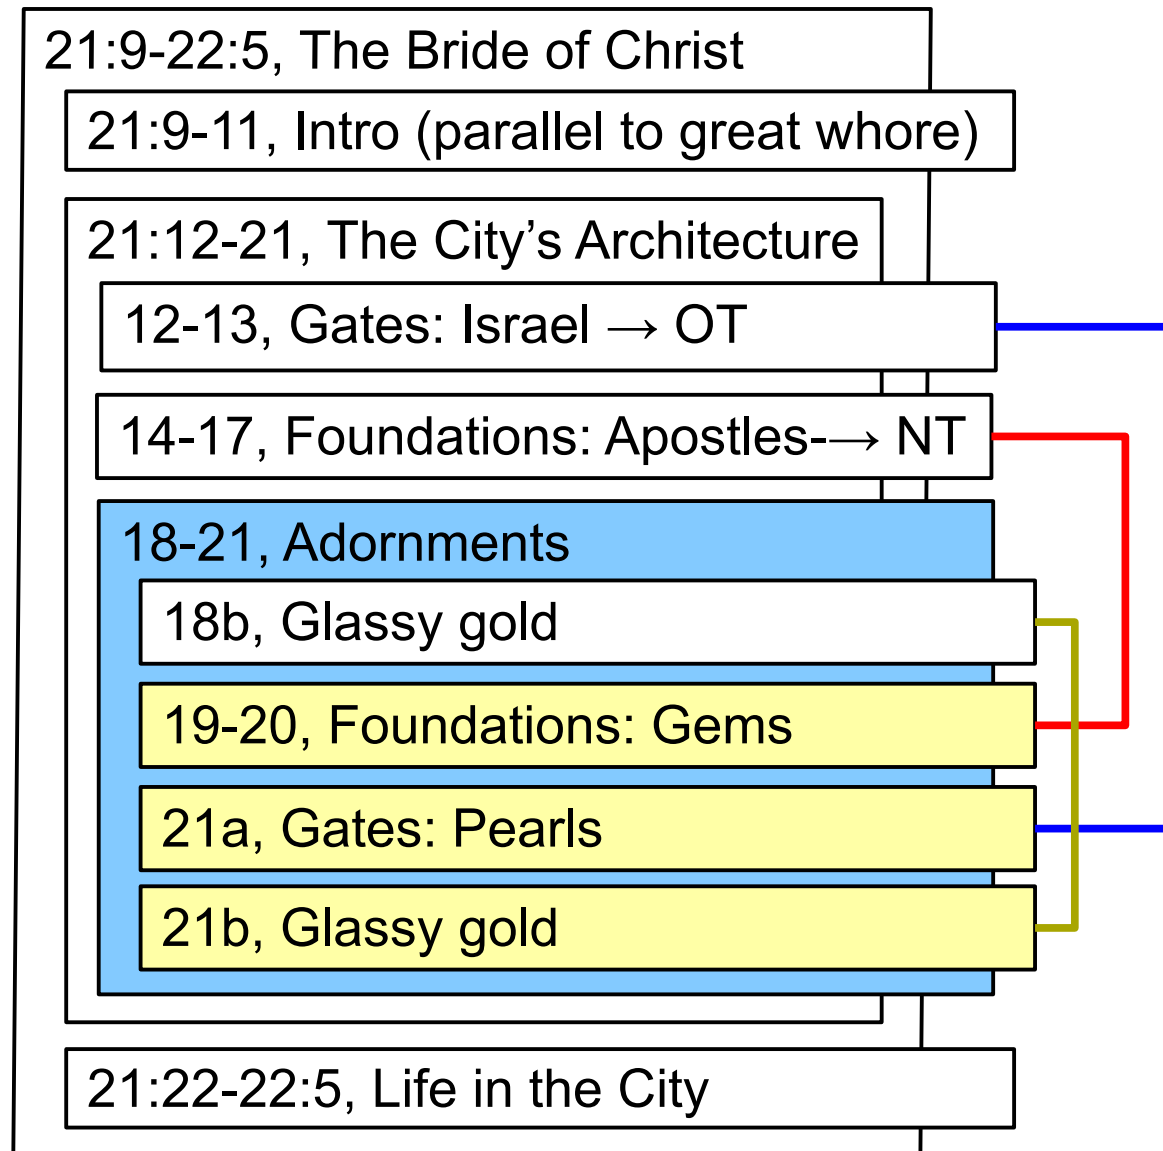 21:9-22:5, The Bride of Christ
21:9-11, Intro (parallel to great whore)
21:12-21, The City’s Architecture
12-13, Gates: Israel → OT
14-17, Foundations: Apostles-→ NT
18-21, Adornments
18b, Glassy gold
19-20, Foundations: Gems
21a, Gates: Pearls
21b, Glassy gold
21:22-22:5, Life in the City